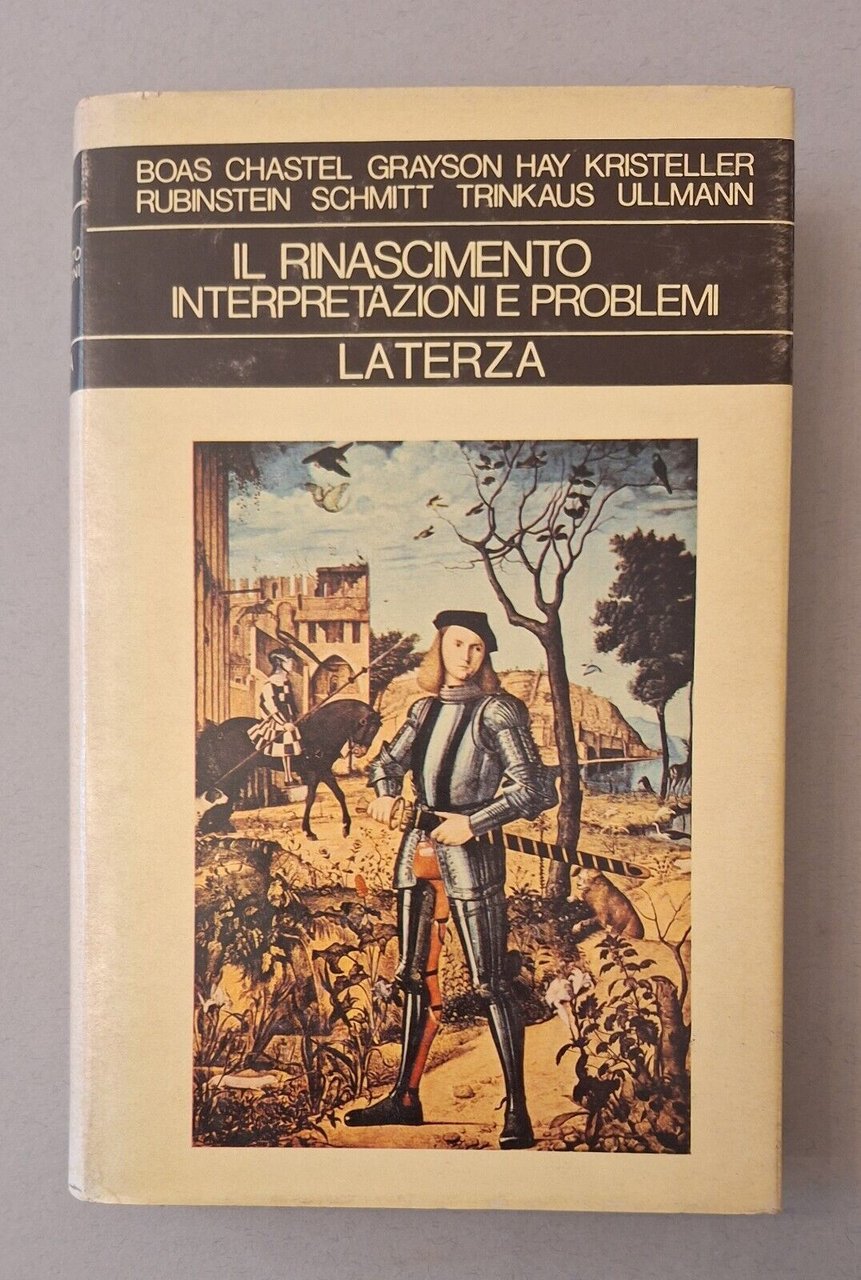 BOAS CHASTEL GRAYSON HAY KRISTELLER
RUBINSTEIN SCHMITT TRINKAUS ULLMANN
IL RINASCIMENTO
INTERPRETAZIONI E PROBLEMI
LATERZA